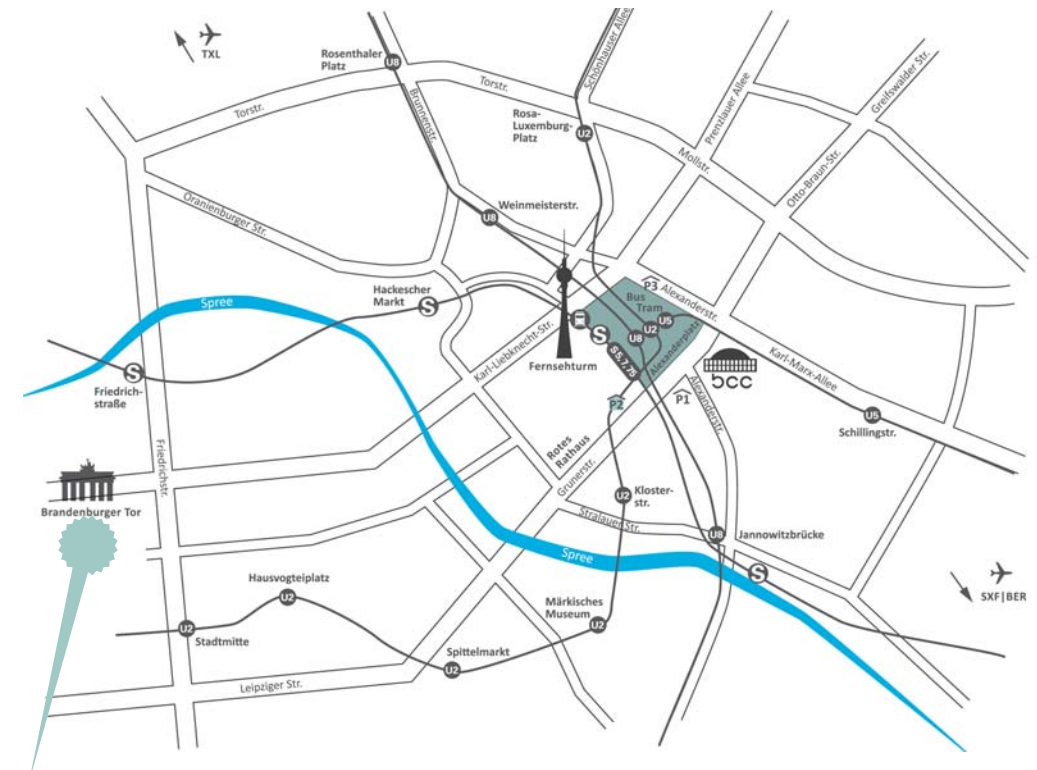 TXL
Rosenthaler
Platz
U8
Torstr.
Torstr.
Brunnenstr.
Schönhauser Allee
Prenzlauer Allee
Greifswalder Str.
Rosa-
Luxemburg-
Platz
U2
Mollstr.
Otto-Braun-Str.
Oranienburger Str.
Weinmeisterstr.
U8
Hackescher
Markt
S
Spree
P3
Alexanderstr.
Bus
Tram
U5
U2
U8
S
S 5,7,75
Alexanderplatz
Karl-Liebknecht-Str.
Fernsehturm
bcc
Karl-Marx-Allee
S
Friedrich-
straße
P2
P1
Alexanderstr.
U5
Schillingstr.
Rotes
Rathaus
Grunerstr.
Friedrichstr.
Brandenburger Tor
U2
Kloster-
str.
Stralauer Str.
U8
Jannowitzbrücke
Spree
S
SXF|BER
Hausvogteiplatz
U2
Märkisches
Museum
U2
U2
Stadtmitte
Spittelmarkt
U2
Leipziger Str.